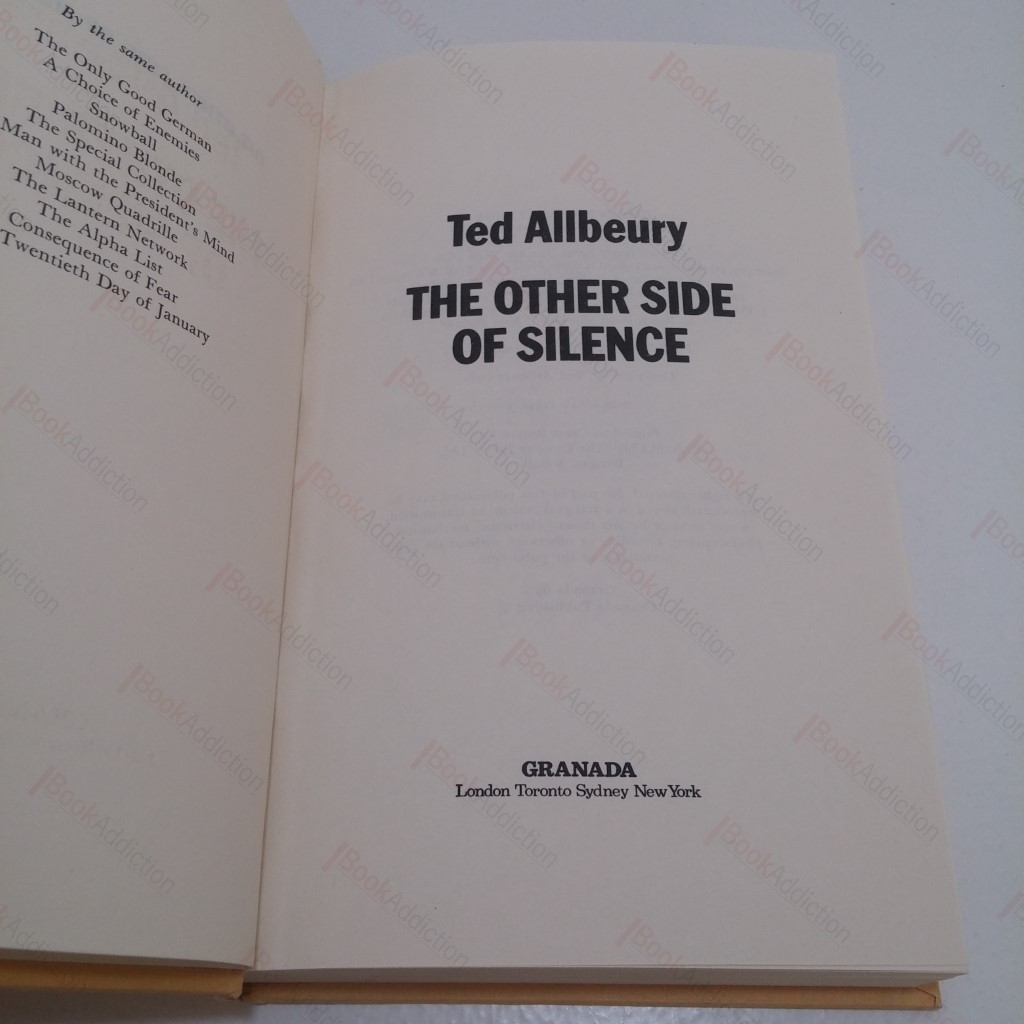 By the same author
The Only Good German
A Choice of Enemies
Snowball
Palomino Blonde
The Special Collection
Man with the President's Mind
Moscow Quadrille
The Lantern Network
The Alpha List
Consequence of Fear
Twentieth Day of January
Ted Allbeury
THE OTHER SIDE
OF SILENCE
GRANADA
London Toronto Sydney New York
BookAddiction